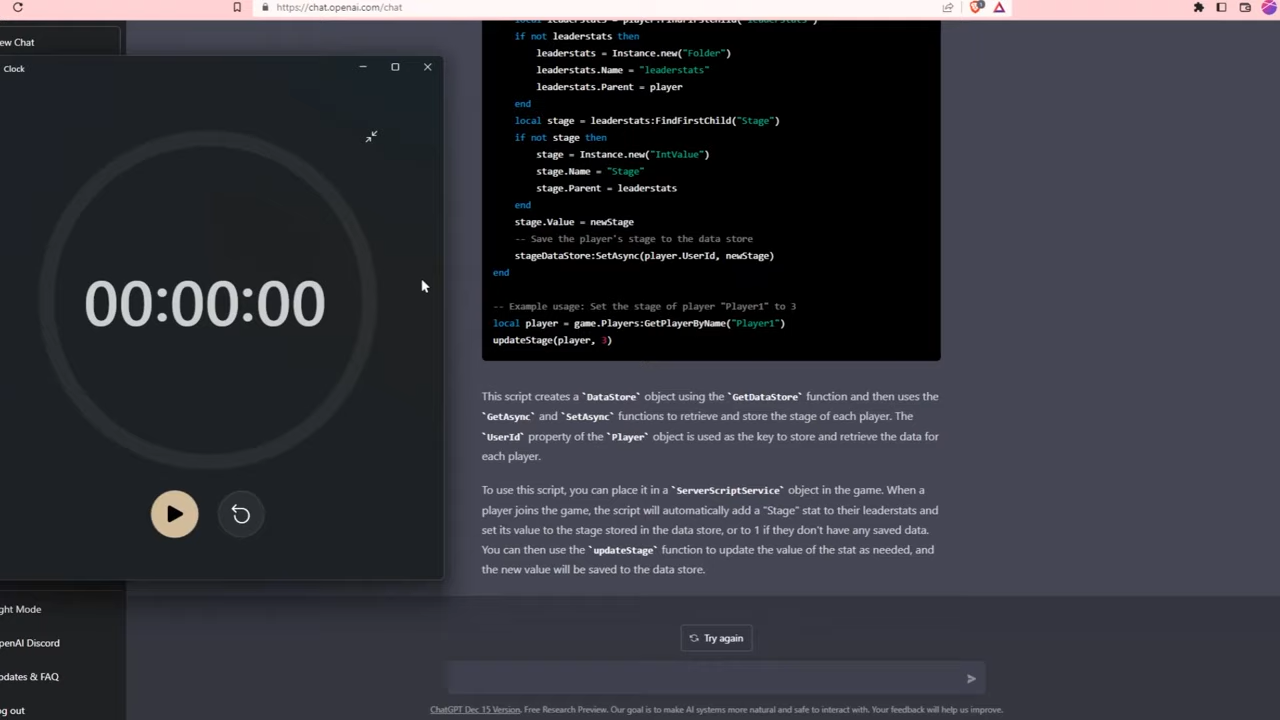 https://chat.openai.com/chat
ew Chat
Clock
00:00:00
ght Mode
penAI Discord
pdates & FAQ
og out
local leaderstats = player:FindFirstChild("leaderstats")
if not leaderstats then
leaderstats = Instance.new("Folder")
leaderstats.Name = "leaderstats"
leaderstats.Parent = player
end
local stage = leaderstats:FindFirstChild("Stage")
if not stage then
stage = Instance.new("IntValue")
stage.Name = "Stage"
stage.Parent = leaderstats
end
stage.Value = newStage
-- Save the player's stage to the data store
stageDataStore:SetAsync(player.UserId, newStage)
end
-- Example usage: Set the stage of player "Player1" to 3
local player = game.Players:GetPlayerByName("Player1")
updateStage(player, 3)
This script creates a `DataStore` object using the `GetDataStore` function and then uses the
`GetAsync` and `SetAsync` functions to retrieve and store the stage of each player. The
`UserId` property of the `Player` object is used as the key to store and retrieve the data for
each player.
To use this script, you can place it in a `ServerScriptService` object in the game. When a
player joins the game, the script will automatically add a "Stage" stat to their leaderstats and
set its value to the stage stored in the data store, or to 1 if they don't have any saved data.
You can then use the `updateStage` function to update the value of the stat as needed, and
the new value will be saved to the data store.
Try again
ChatGPT Dec 15 Version. Free Research Preview. Our goal is to make AI systems more natural and safe to interact with. Your feedback will help us improve.